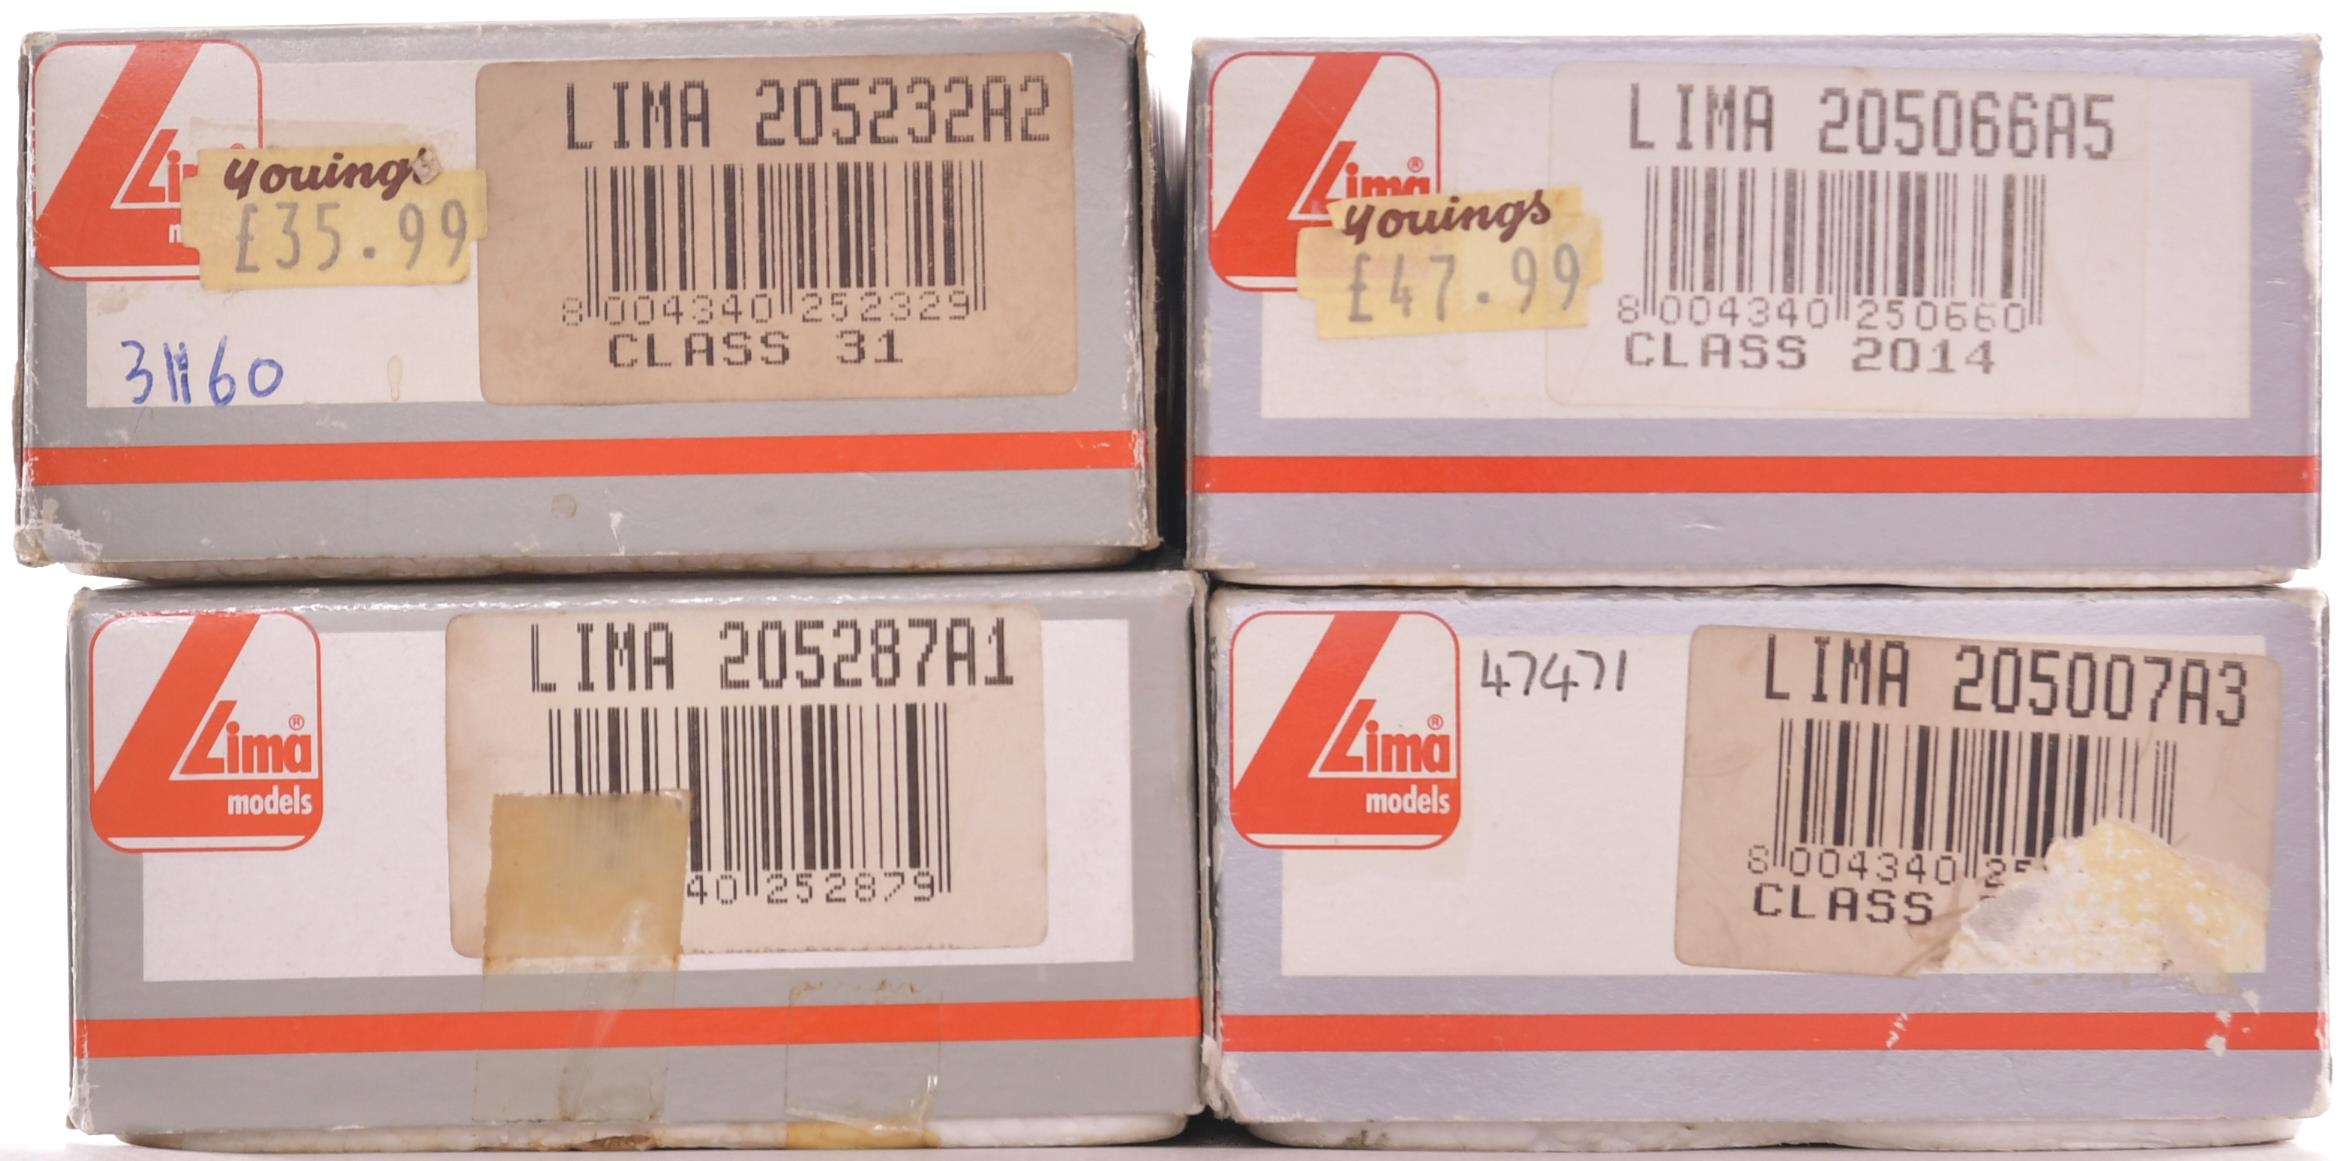 Lima
Youings
£35.99
31160
LIMA 205232A2
8 004340 252329
CLASS 31
Lima®
Youings
£47.99
LIMA 205066A5
8 004340 250660
CLASS 2014
Lima®
models
LIMA 205287A1
40 252879
Lima®
models
47471
LIMA 205007A3
8 004340 25
CLASS